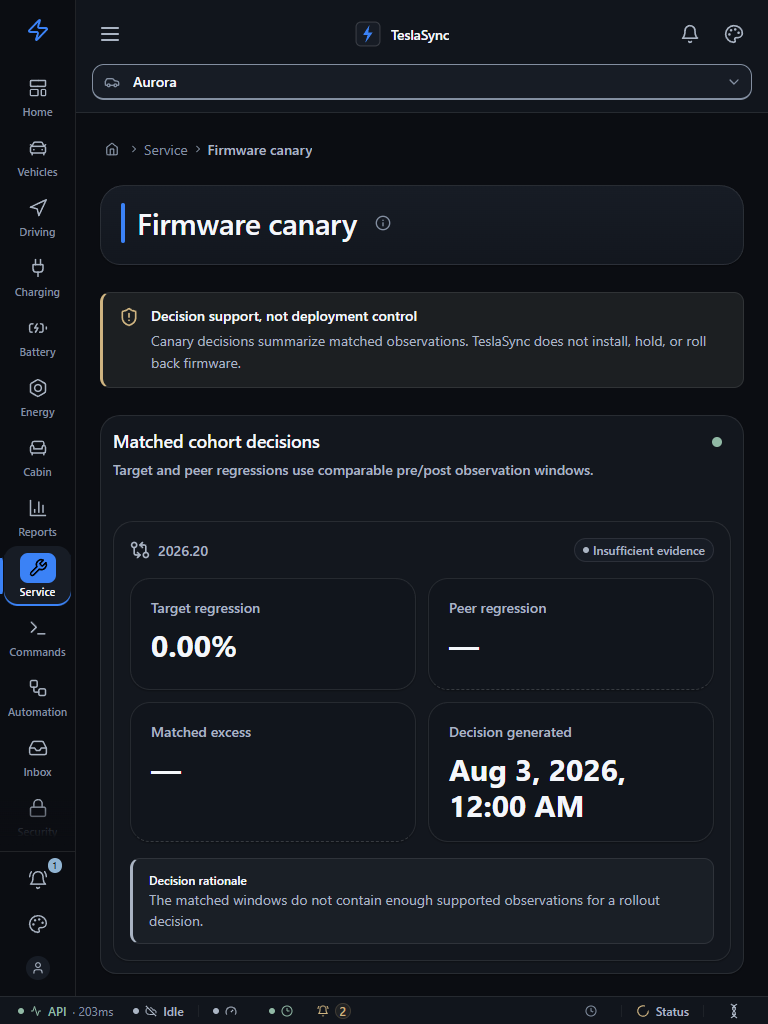 TeslaSync
Aurora
Home
Vehicles
Driving
Charging
Battery
Energy
Cabin
Reports
Service
Commands
Automation
Inbox
Security
1
Service
Firmware canary
Firmware canary
Decision support, not deployment control
Canary decisions summarize matched observations. TeslaSync does not install, hold, or roll
back firmware.
Matched cohort decisions
Target and peer regressions use comparable pre/post observation windows.
2026.20
Insufficient evidence
Target regression
0.00%
Peer regression
—
Matched excess
—
Decision generated
Aug 3, 2026,
12:00 AM
Decision rationale
The matched windows do not contain enough supported observations for a rollout
decision.
API · 203ms
Idle
2
Status